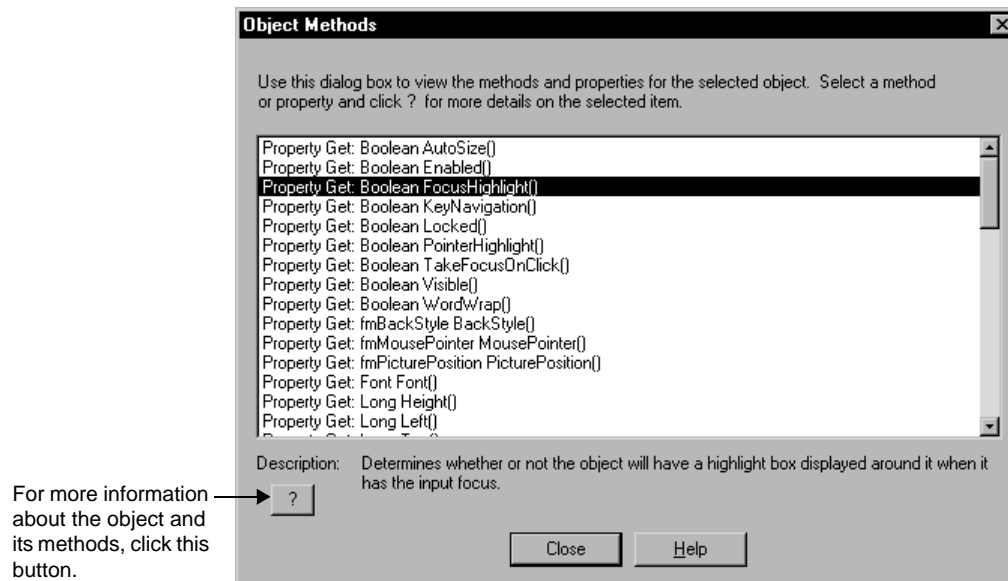 Object Methods
Use this dialog box to view the methods and properties for the selected object. Select a method
or property and click ? for more details on the selected item.
Property Get: Boolean AutoSize()
Property Get: Boolean Enabled()
Property Get: Boolean FocusHighlight()
Property Get: Boolean KeyNavigation()
Property Get: Boolean Locked()
Property Get: Boolean PointerHighlight()
Property Get: Boolean TakeFocusOnClick()
Property Get: Boolean Visible()
Property Get: Boolean WordWrap()
Property Get: fmBackStyle BackStyle()
Property Get: fmMousePointer MousePointer()
Property Get: fmPicturePosition PicturePosition()
Property Get: Font Font()
Property Get: Long Height()
Property Get: Long Left()
Description: Determines whether or not the object will have a highlight box displayed around it when it
has the input focus.
?
For more information
about the object and
its methods, click this
button.
Close Help